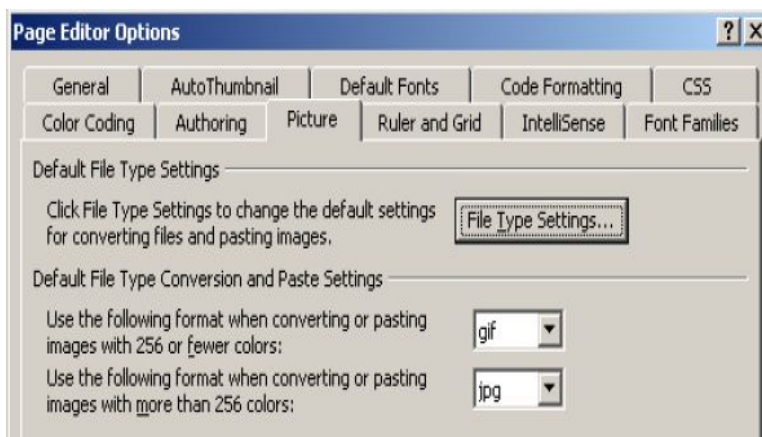 Page Editor Options
General AutoThumbnail Default Fonts Code Formatting CSS
Color Coding Authoring Picture Ruler and Grid IntelliSense Font Families
Default File Type Settings
Click File Type Settings to change the default settings
for converting files and pasting images.
File Type Settings...
Default File Type Conversion and Paste Settings
Use the following format when converting or pasting
images with 256 or fewer colors:
gif
Use the following format when converting or pasting
images with more than 256 colors:
jpg